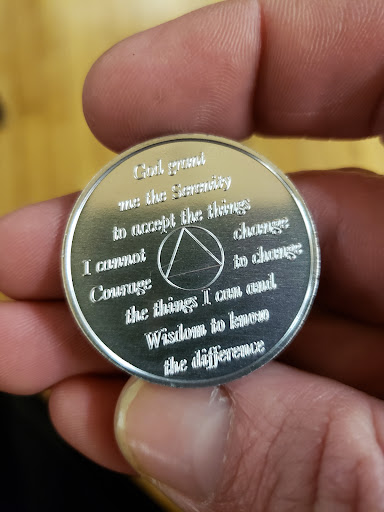 God grant
me the Serenity
to accept the things
I cannot change
Courage to change
the things I can and
Wisdom to know
the difference